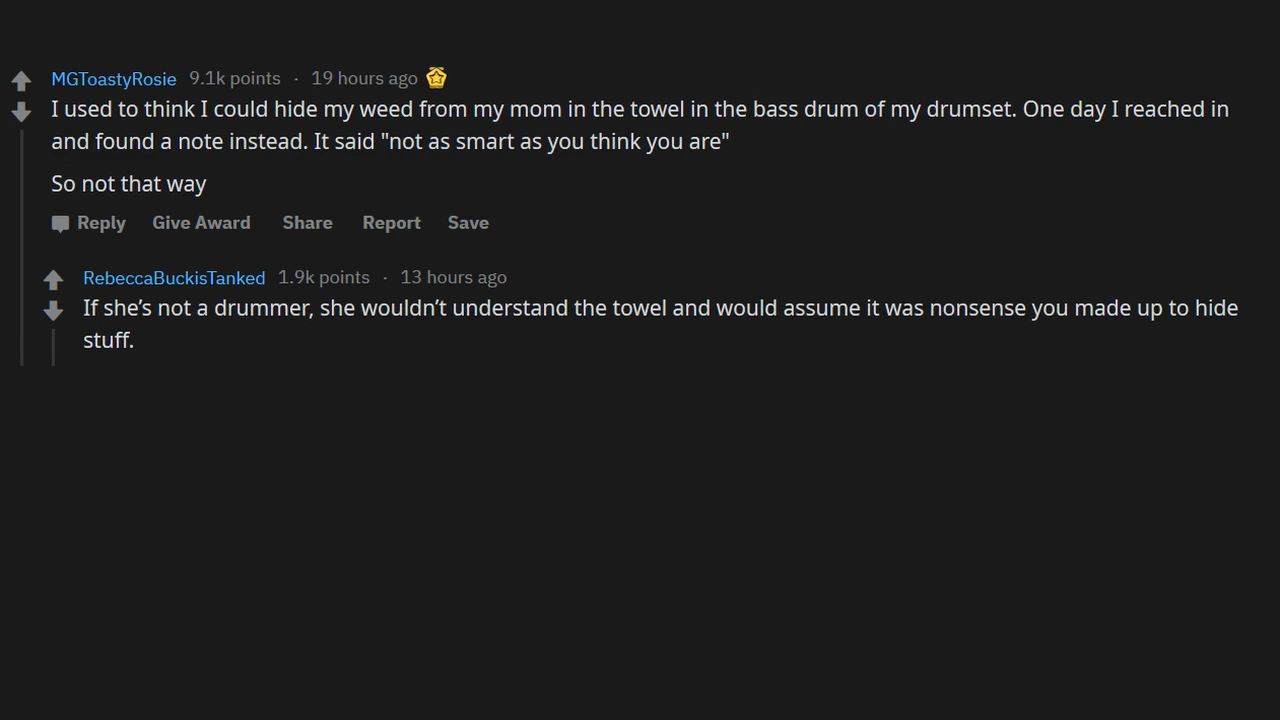 MGToastyRosie 9.1k points · 19 hours ago
I used to think I could hide my weed from my mom in the towel in the bass drum of my drumset. One day I reached in
and found a note instead. It said "not as smart as you think you are"
So not that way
Reply Give Award Share Report Save
RebeccaBuckisTanked 1.9k points · 13 hours ago
If she’s not a drummer, she wouldn’t understand the towel and would assume it was nonsense you made up to hide
stuff.